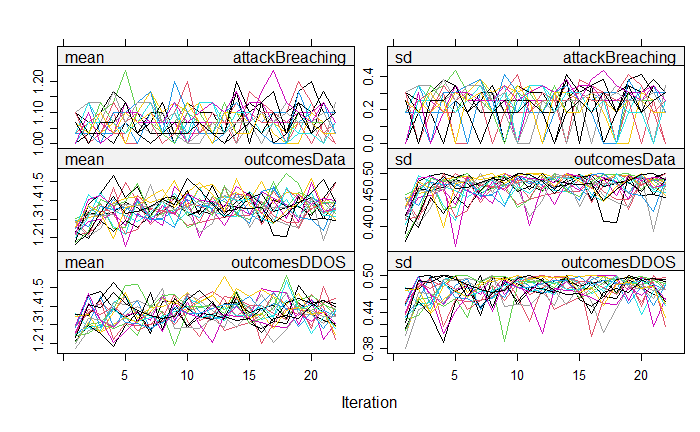 mean attackBreaching
sd attackBreaching
1.00 1.10 1.20
0.0 0.2 0.4
mean outcomesData
sd outcomesData
1.21.31.41.5
0.40 0.450.50
mean outcomesDDOS
sd outcomesDDOS
1.21.31.41.5
0.38 0.44 0.50
5 10 15 20
5 10 15 20
Iteration